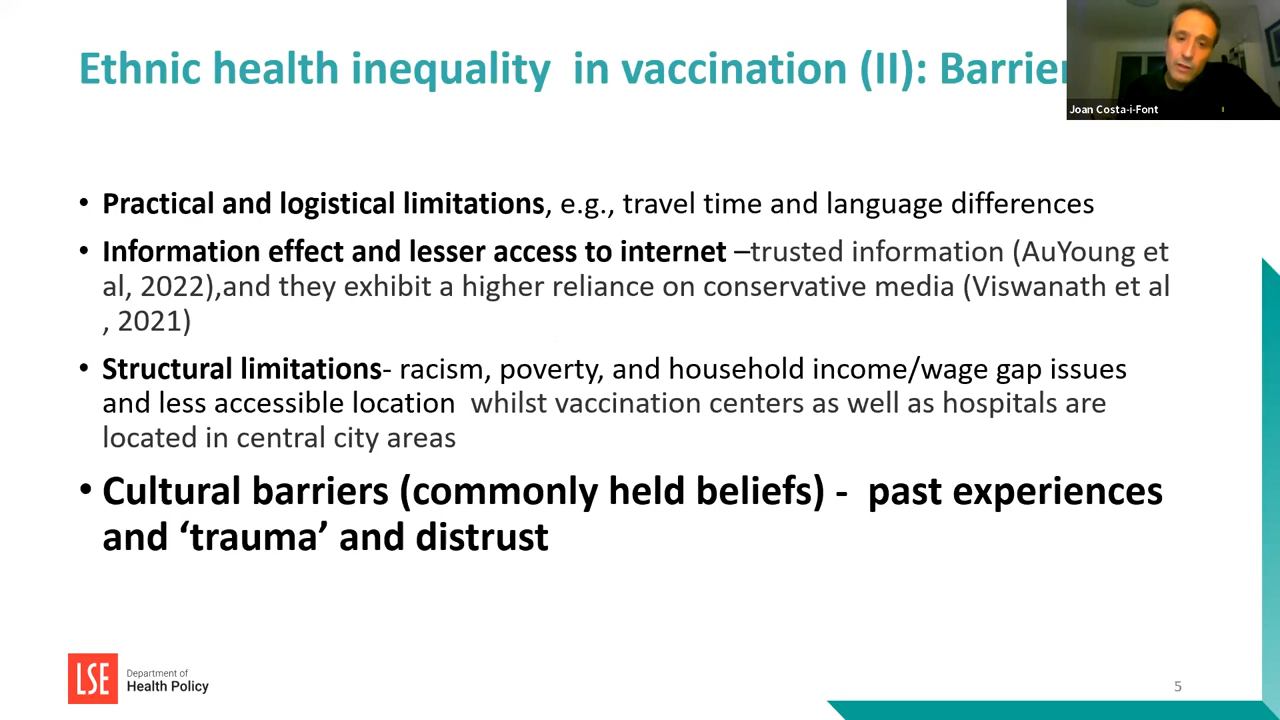 Ethnic health inequality in vaccination (II): Barrier
Joan Costa-i-Font
• Practical and logistical limitations, e.g., travel time and language differences
• Information effect and lesser access to internet –trusted information (AuYoung et
al, 2022),and they exhibit a higher reliance on conservative media (Viswanath et al
, 2021)
• Structural limitations- racism, poverty, and household income/wage gap issues
and less accessible location whilst vaccination centers as well as hospitals are
located in central city areas
• Cultural barriers (commonly held beliefs) - past experiences
and ‘trauma’ and distrust
LSE
Department of
Health Policy
5